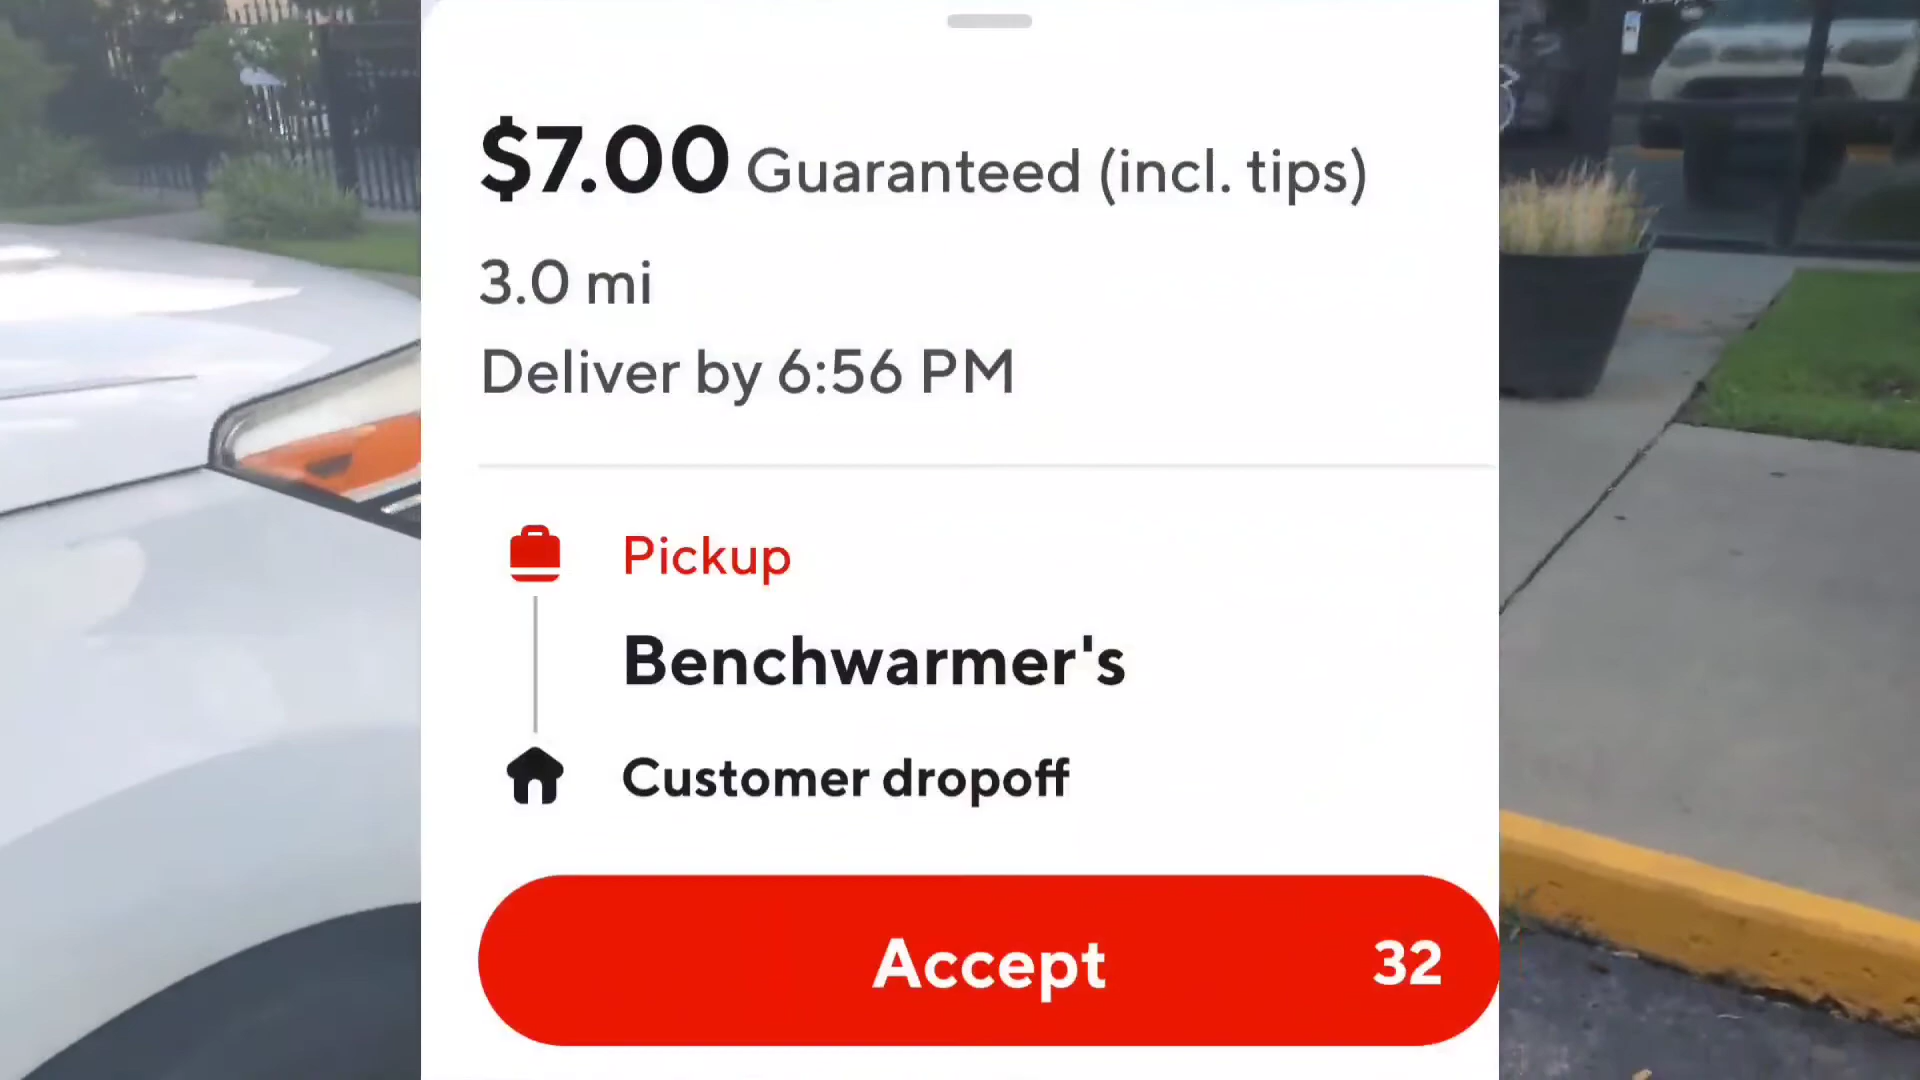 $7.00 Guaranteed (incl. tips)
3.0 mi
Deliver by 6:56 PM
Pickup
Benchwarmer's
Customer dropoff
Accept 32